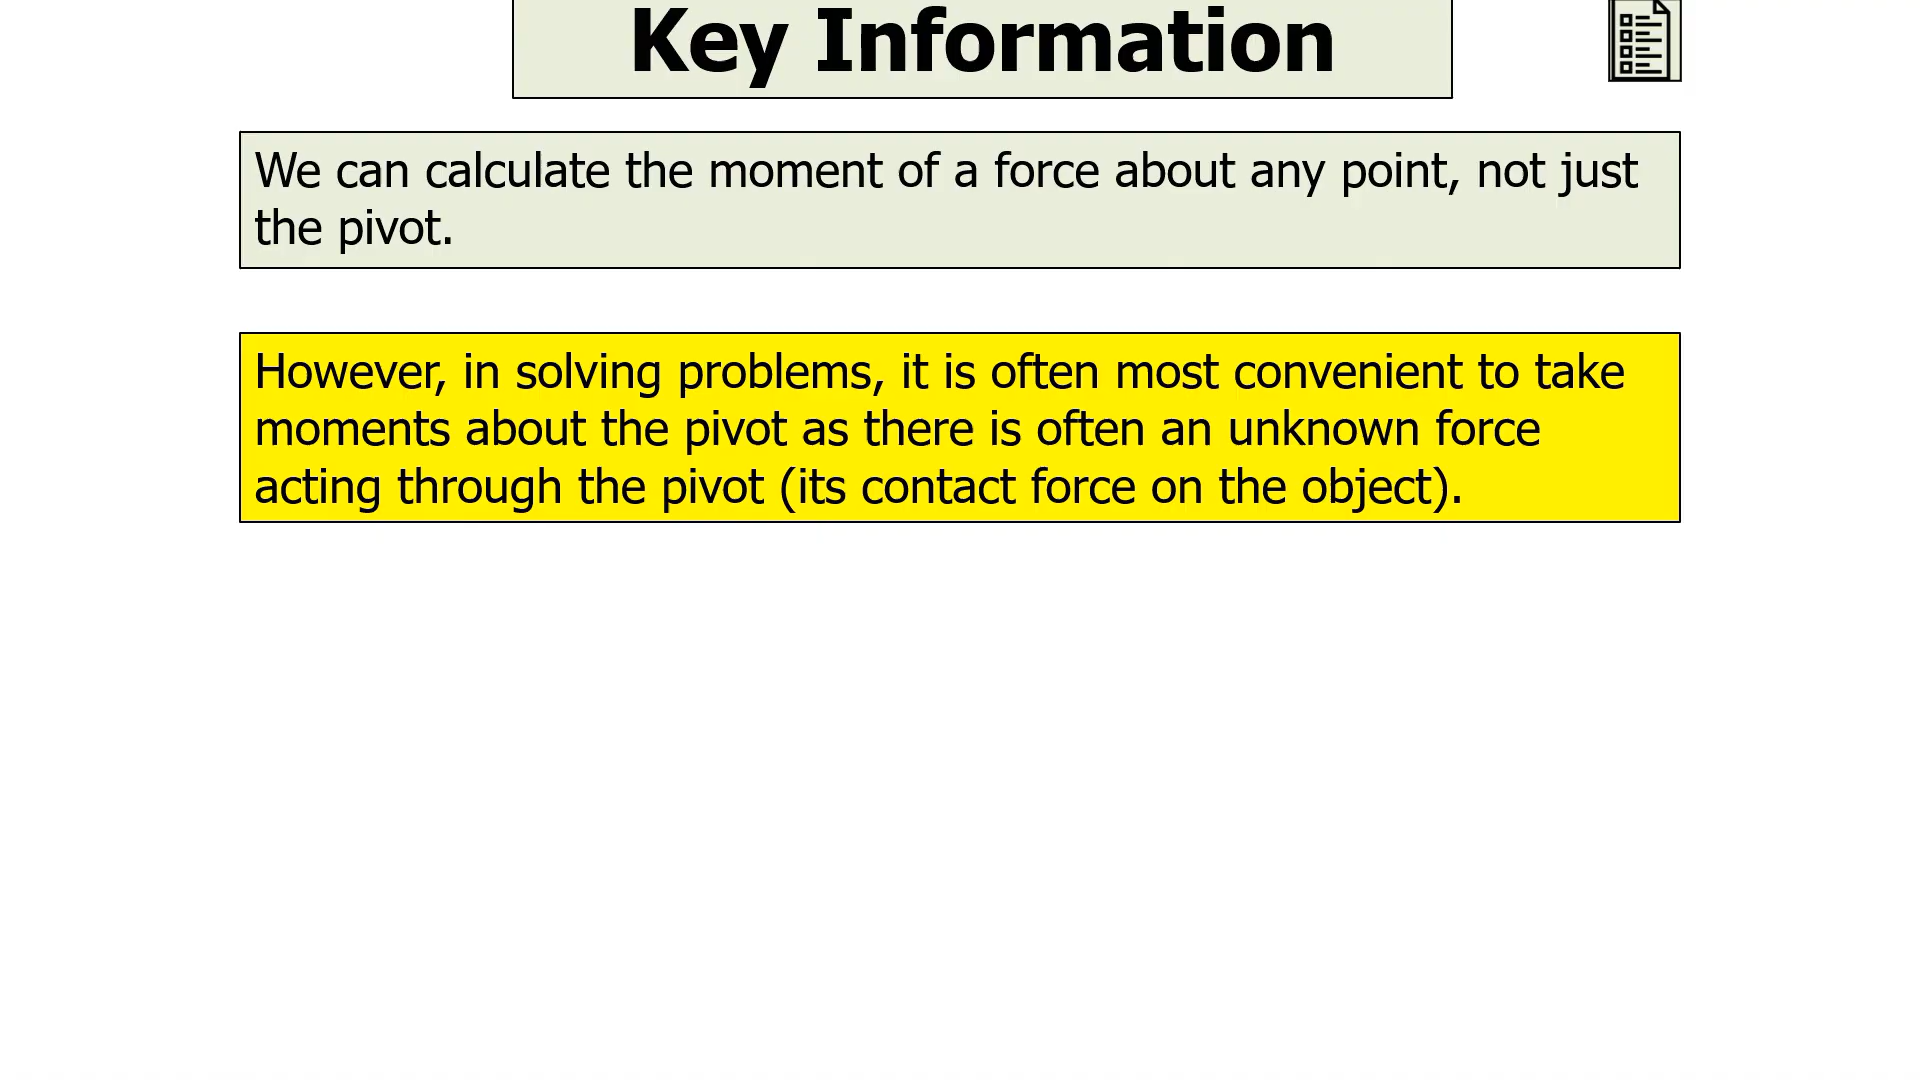 Key Information
We can calculate the moment of a force about any point, not just
the pivot.
However, in solving problems, it is often most convenient to take
moments about the pivot as there is often an unknown force
acting through the pivot (its contact force on the object).